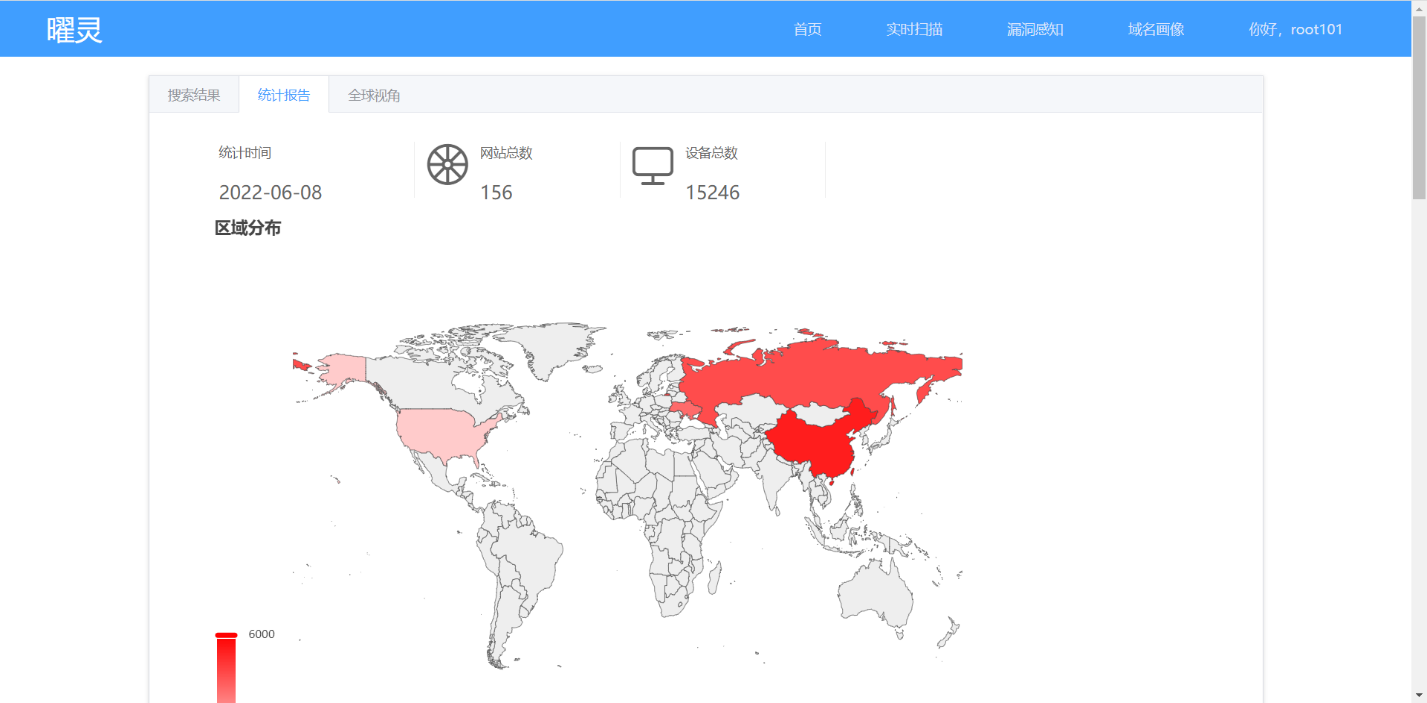 曜灵
首页 实时扫描 漏洞感知 域名画像 你好，root101
搜索结果 统计报告 全球视角
统计时间 网站总数 设备总数
2022-06-08 156 15246
区域分布
6000